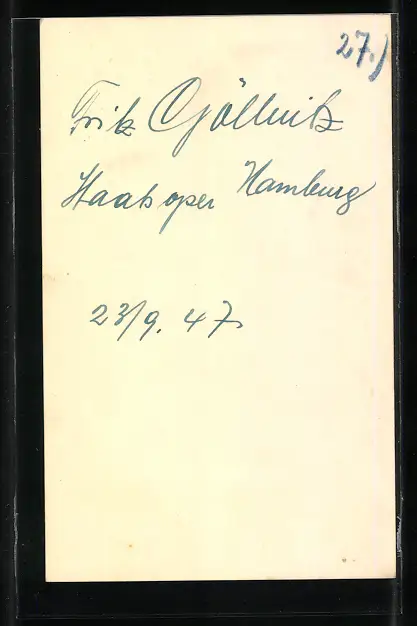 27.)
Fritz Göllnitz
Staatsoper Hamburg
23/9. 47